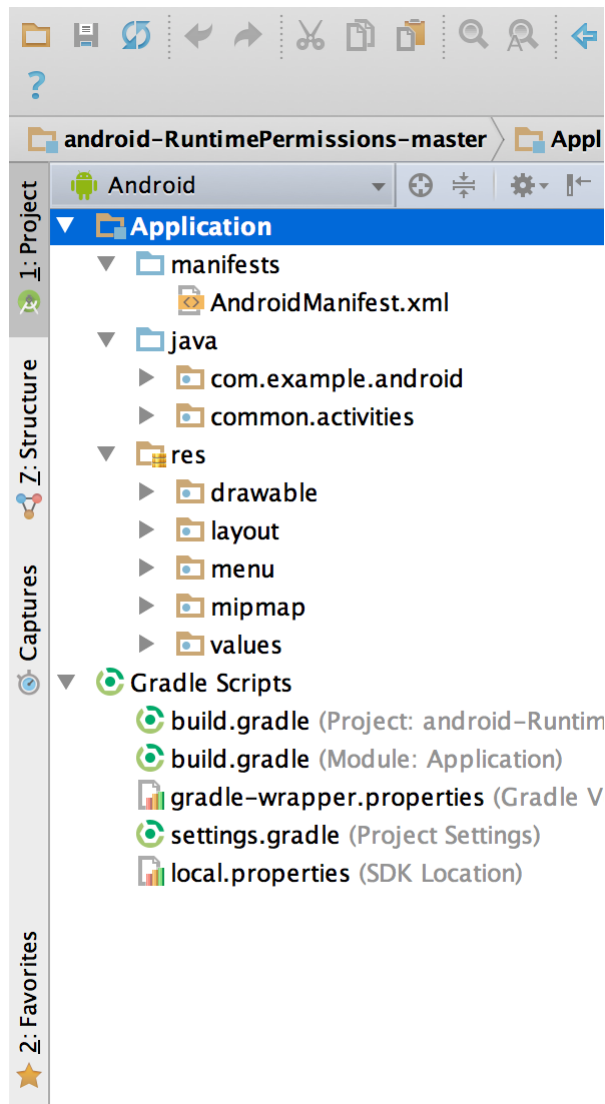 ?
android-RuntimePermissions-master Appl
Android
1: Project
Z: Structure
Captures
2: Favorites
Application
manifests
AndroidManifest.xml
java
com.example.android
common.activities
res
drawable
layout
menu
mipmap
values
Gradle Scripts
build.gradle (Project: android-Runtim
build.gradle (Module: Application)
gradle-wrapper.properties (Gradle V
settings.gradle (Project Settings)
local.properties (SDK Location)